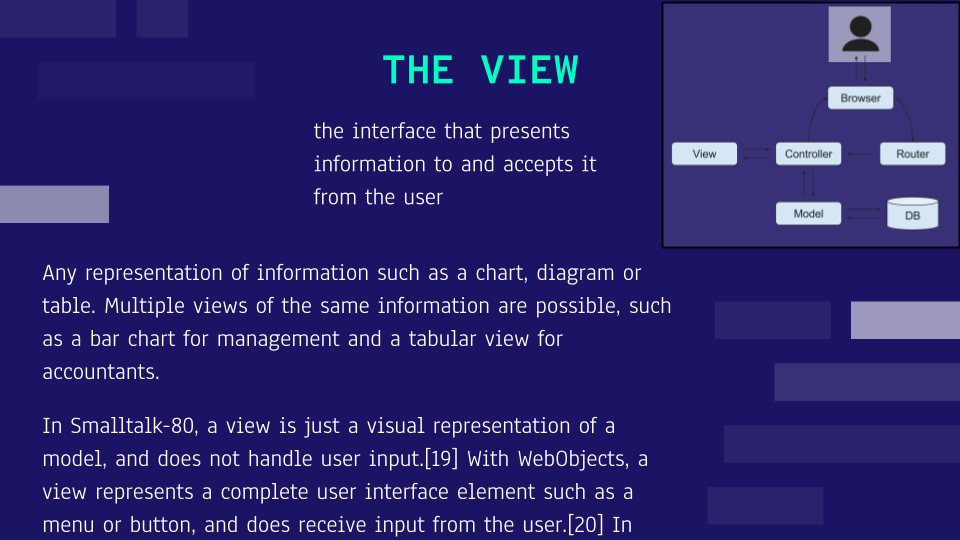 THE VIEW
the interface that presents
information to and accepts it
from the user
Browser
View
Controller
Router
Model
DB
Any representation of information such as a chart, diagram or
table. Multiple views of the same information are possible, such
as a bar chart for management and a tabular view for
accountants.
In Smalltalk-80, a view is just a visual representation of a
model, and does not handle user input.[19] With WebObjects, a
view represents a complete user interface element such as a
menu or button, and does receive input from the user.[20] In